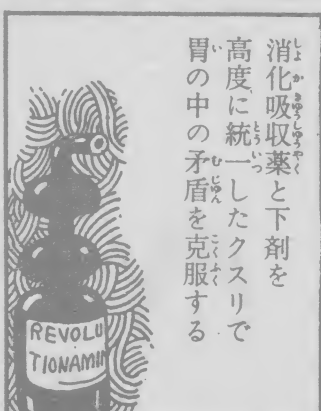 消化吸収薬と下剤を
高度に統一したクスリで
胃の中の矛盾を克服する
REVOLU
TIONAMIN